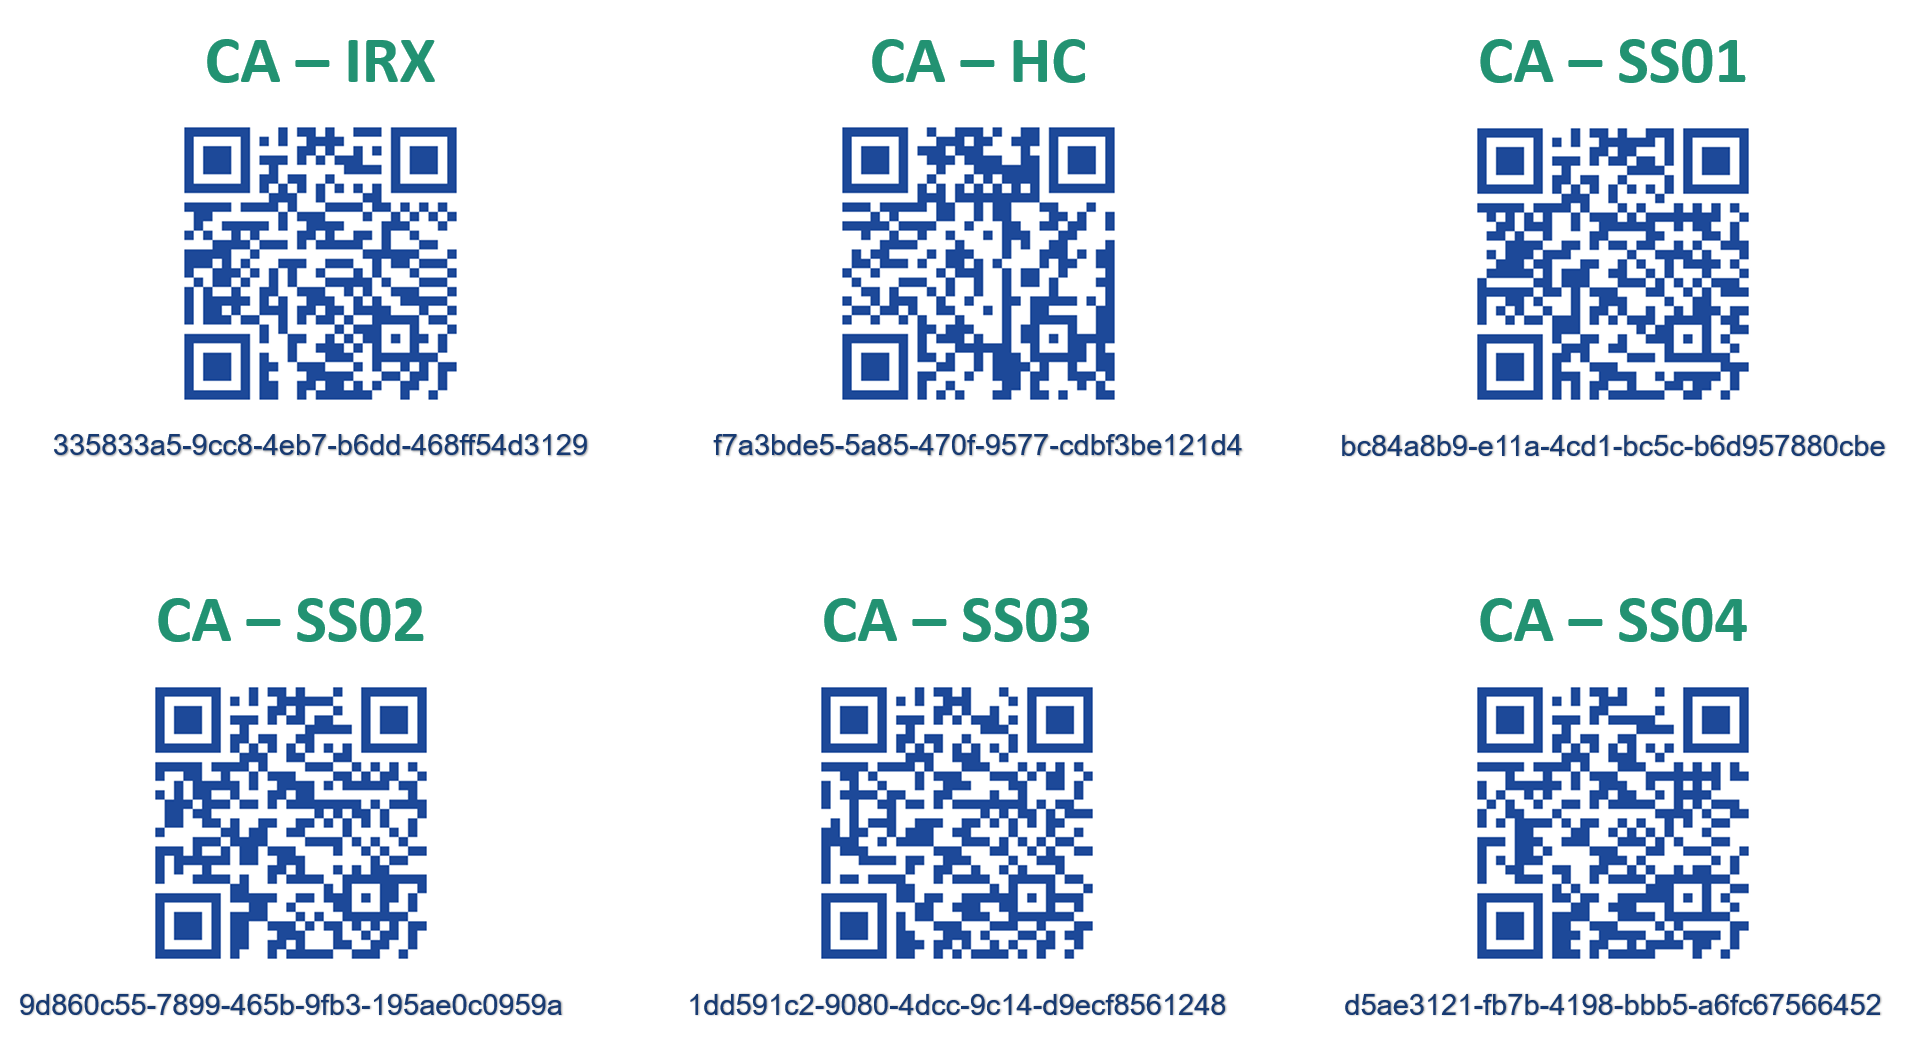 CA – IRX
CA – HC
CA – SS01
335833a5-9cc8-4eb7-b6dd-468ff54d3129
f7a3bde5-5a85-470f-9577-cdbf3be121d4
bc84a8b9-e11a-4cd1-bc5c-b6d957880cbe
CA – SS02
CA – SS03
CA – SS04
9d860c55-7899-465b-9fb3-195ae0c0959a
1dd591c2-9080-4dcc-9c14-d9ecf8561248
d5ae3121-fb7b-4198-bbb5-a6fc67566452